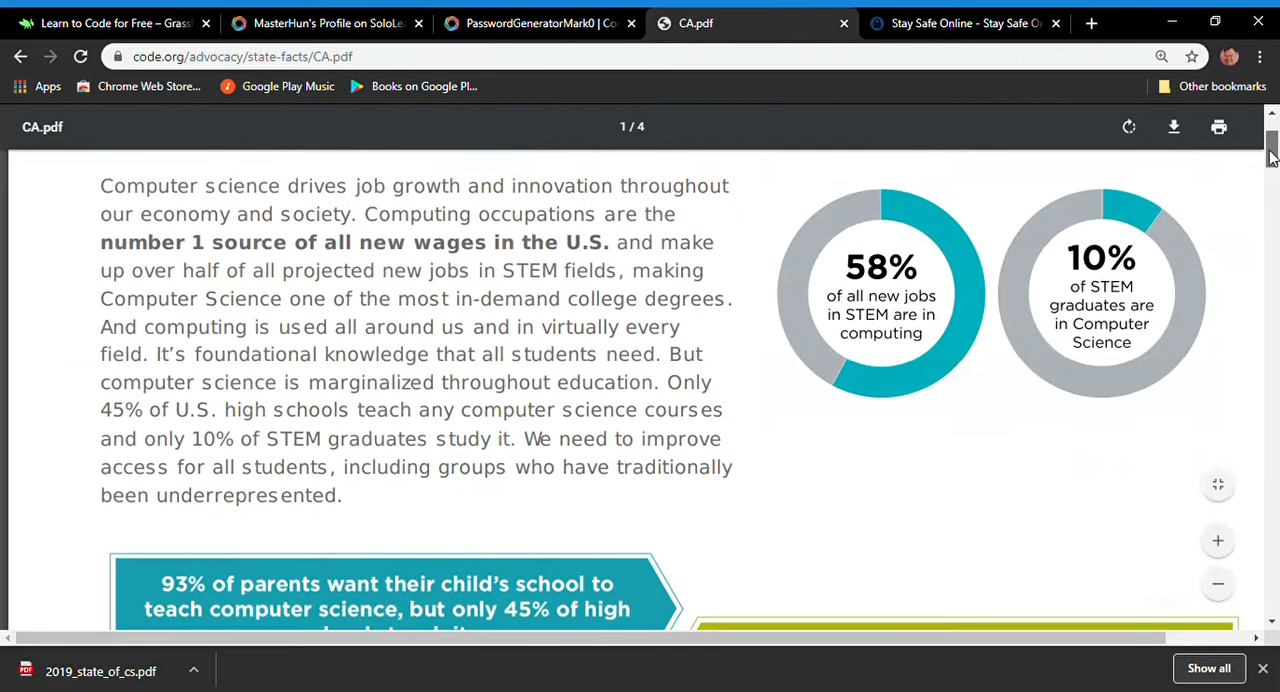 Learn to Code for Free – Grassl
MasterHun's Profile on SoloLea
PasswordGeneratorMark0 | Co
CA.pdf
Stay Safe Online - Stay Safe On
code.org/advocacy/state-facts/CA.pdf
Apps
Chrome Web Store...
Google Play Music
Books on Google Pl...
Other bookmarks
CA.pdf
1 / 4
Computer science drives job growth and innovation throughout
our economy and society. Computing occupations are the
number 1 source of all new wages in the U.S. and make
up over half of all projected new jobs in STEM fields, making
Computer Science one of the most in-demand college degrees.
And computing is used all around us and in virtually every
field. It’s foundational knowledge that all students need. But
computer science is marginalized throughout education. Only
45% of U.S. high schools teach any computer science courses
and only 10% of STEM graduates study it. We need to improve
access for all students, including groups who have traditionally
been underrepresented.
58%
of all new jobs
in STEM are in
computing
10%
of STEM
graduates are
in Computer
Science
93% of parents want their child’s school to
teach computer science, but only 45% of high
2019_state_of_cs.pdf
Show all